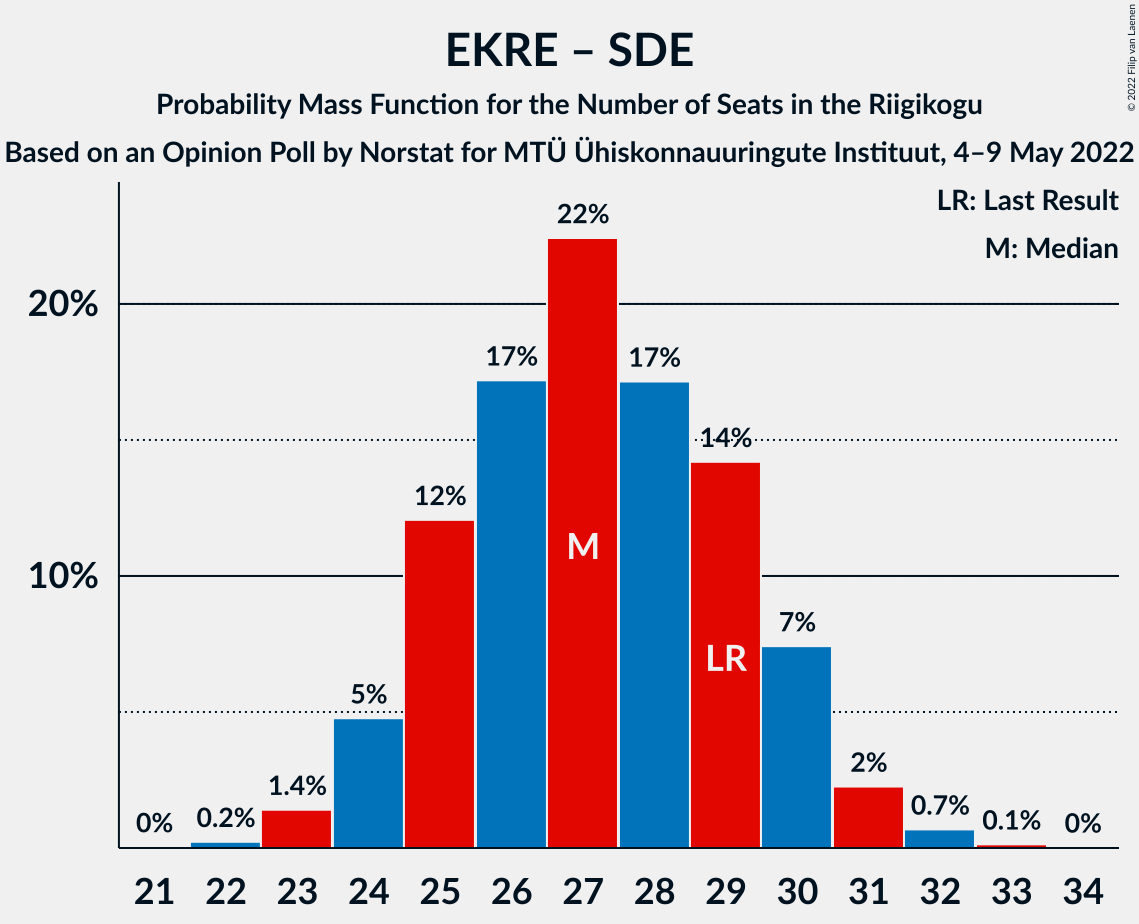 EKRE – SDE
Probability Mass Function for the Number of Seats in the Riigikogu
Based on an Opinion Poll by Norstat for MTÜ Ühiskonnauuringute Instituut, 4–9 May 2022
© 2022 Filip van Laenen
LR: Last Result
M: Median
20%
10%
0%
0.2%
1.4%
5%
12%
17%
22%
17%
14%
7%
2%
0.7%
0.1%
0%
M
LR
21 22 23 24 25 26 27 28 29 30 31 32 33 34